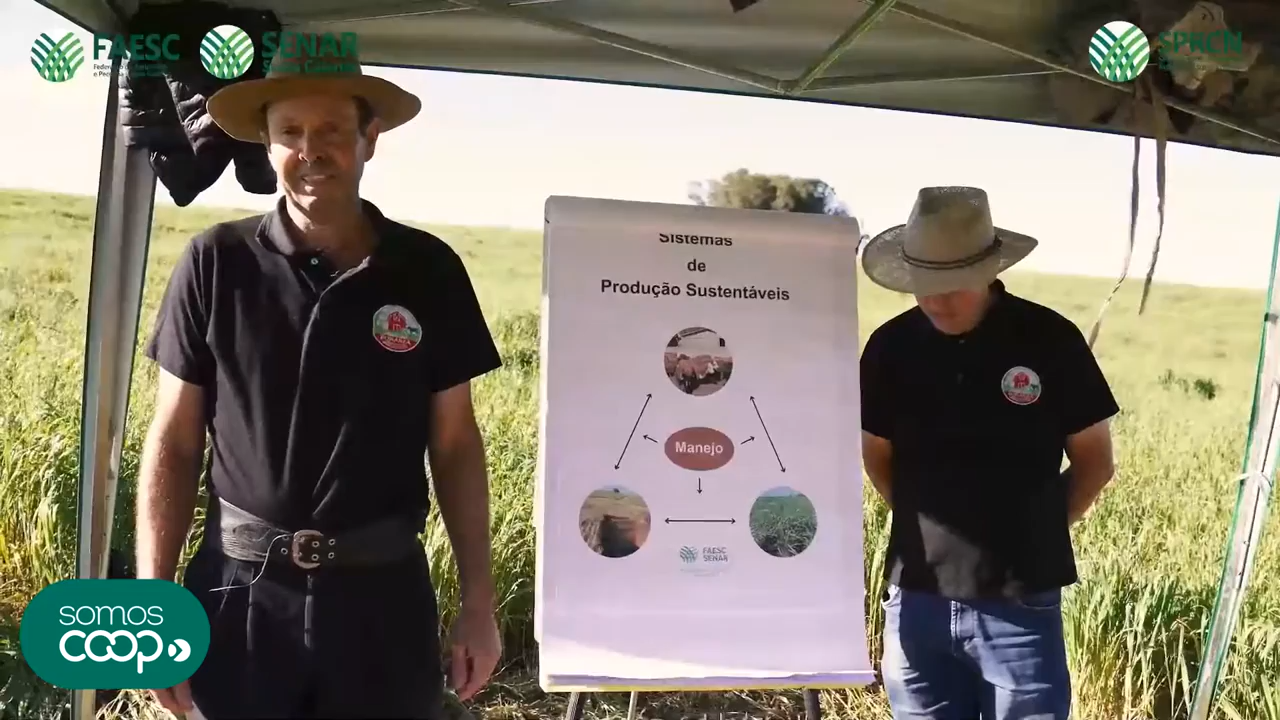 FAESC
SENAR
SPRCN
Sistemas
de
Produção Sustentáveis
Manejo
FAESC
SENAR
somos
coop